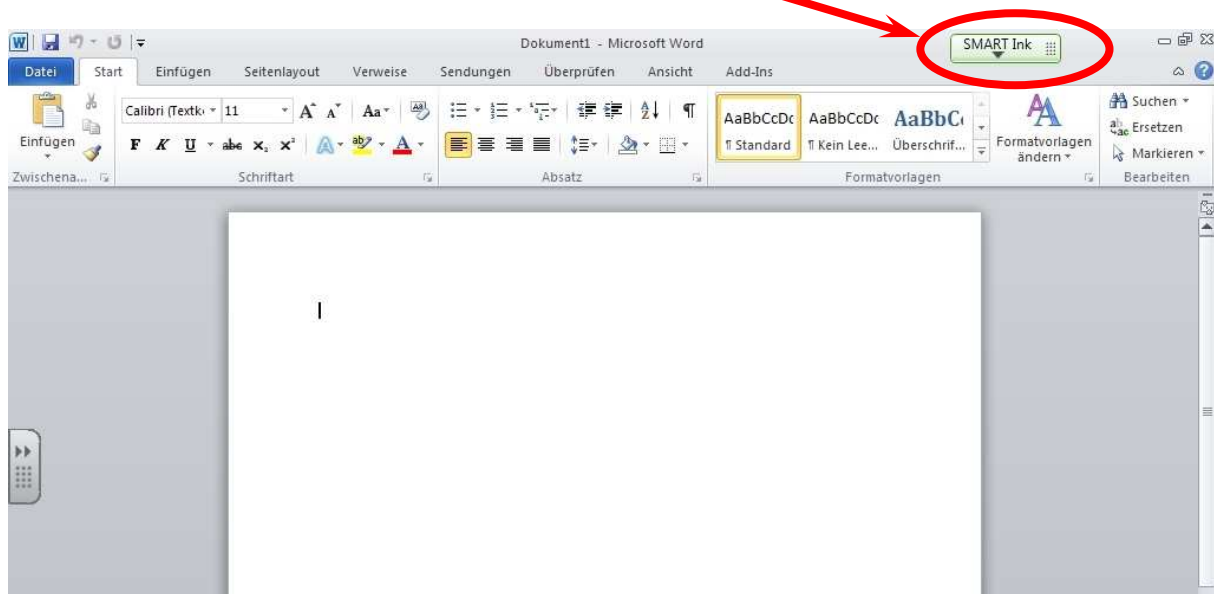 Dokument1 - Microsoft Word
SMART Ink
Datei Start Einfügen Seitenlayout Verweise Sendungen Überprüfen Ansicht Add-Ins
Calibri (Textk 11 Aa
AaBbCcDc AaBbCcDc AaBbC
Suchen
Einfügen
F K U abe x₂ x²
¶ Standard ¶ Kein Lee... Überschrif...
Formatvorlagen
ändern
Ersetzen
Markieren
Zwischena... Schriftart Absatz Formatvorlagen Bearbeiten